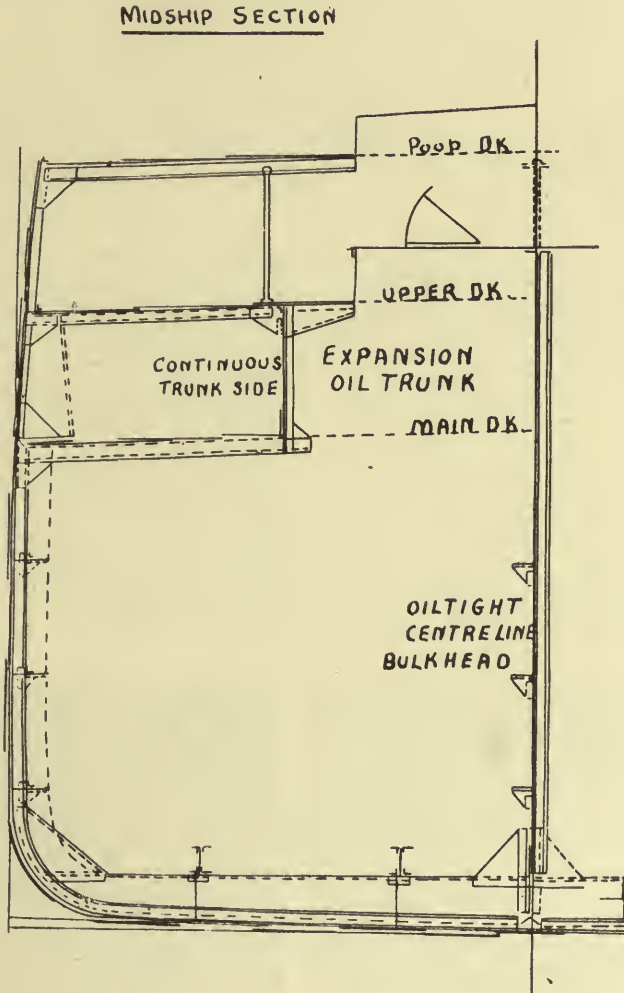 MIDSHIP SECTION
POOP DK
UPPER DK
CONTINUOUS
TRUNK SIDE
EXPANSION
OIL TRUNK
MAIN DK.
OILTIGHT
CENTRELINE
BULKHEAD